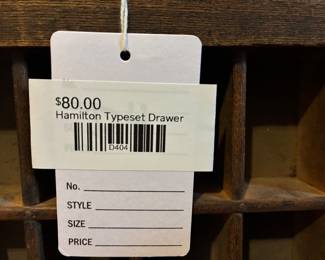 $80.00
Hamilton Typeset Drawer
D404
No.
STYLE
SIZE
PRICE